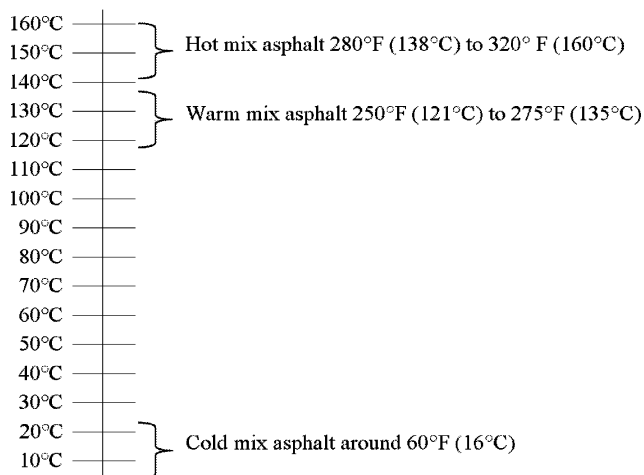 160°C
Hot mix asphalt 280°F (138°C) to 320° F (160°C)
150°C
140°C
130°C
Warm mix asphalt 250°F (121°C) to 275°F (135°C)
120°C
110°C
100°C
90°C
80°C
70°C
60°C
50°C
40°C
30°C
20°C
Cold mix asphalt around 60°F (16°C)
10°C